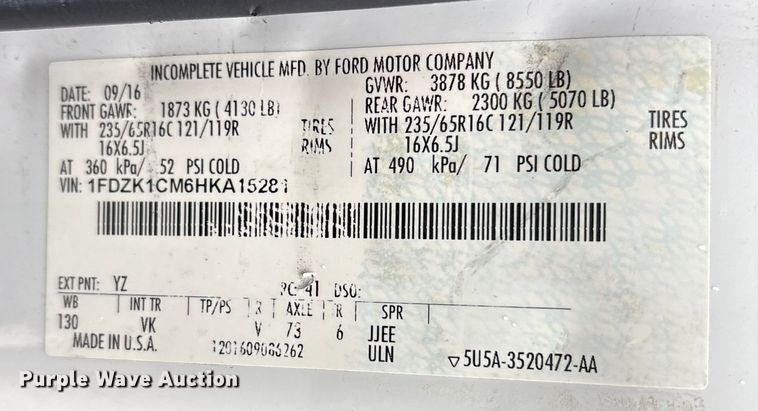 INCOMPLETE VEHICLE MFD. BY FORD MOTOR COMPANY
DATE: 09/16 GVWR: 3878 KG ( 8550 LB)
FRONT GAWR: 1873 KG ( 4130 LB) REAR GAWR: 2300 KG ( 5070 LB)
WITH 235/65R16C 121/119R TIRES WITH 235/65R16C 121/119R TIRES
16X6.5J RIMS 16X6.5J RIMS
AT 360 kPa/ 52 PSI COLD AT 490 kPa/ 71 PSI COLD
VIN: 1FDZK1CM6HKA15281
EXT PNT: YZ PC: 41 DSO:
WB INT TR TP/PS R AXLE TR SPR
130 VK V 73 6 JJEE
MADE IN U.S.A. 1201609086262 ULN ▽5U5A-3520472-AA
Purple Wave Auction